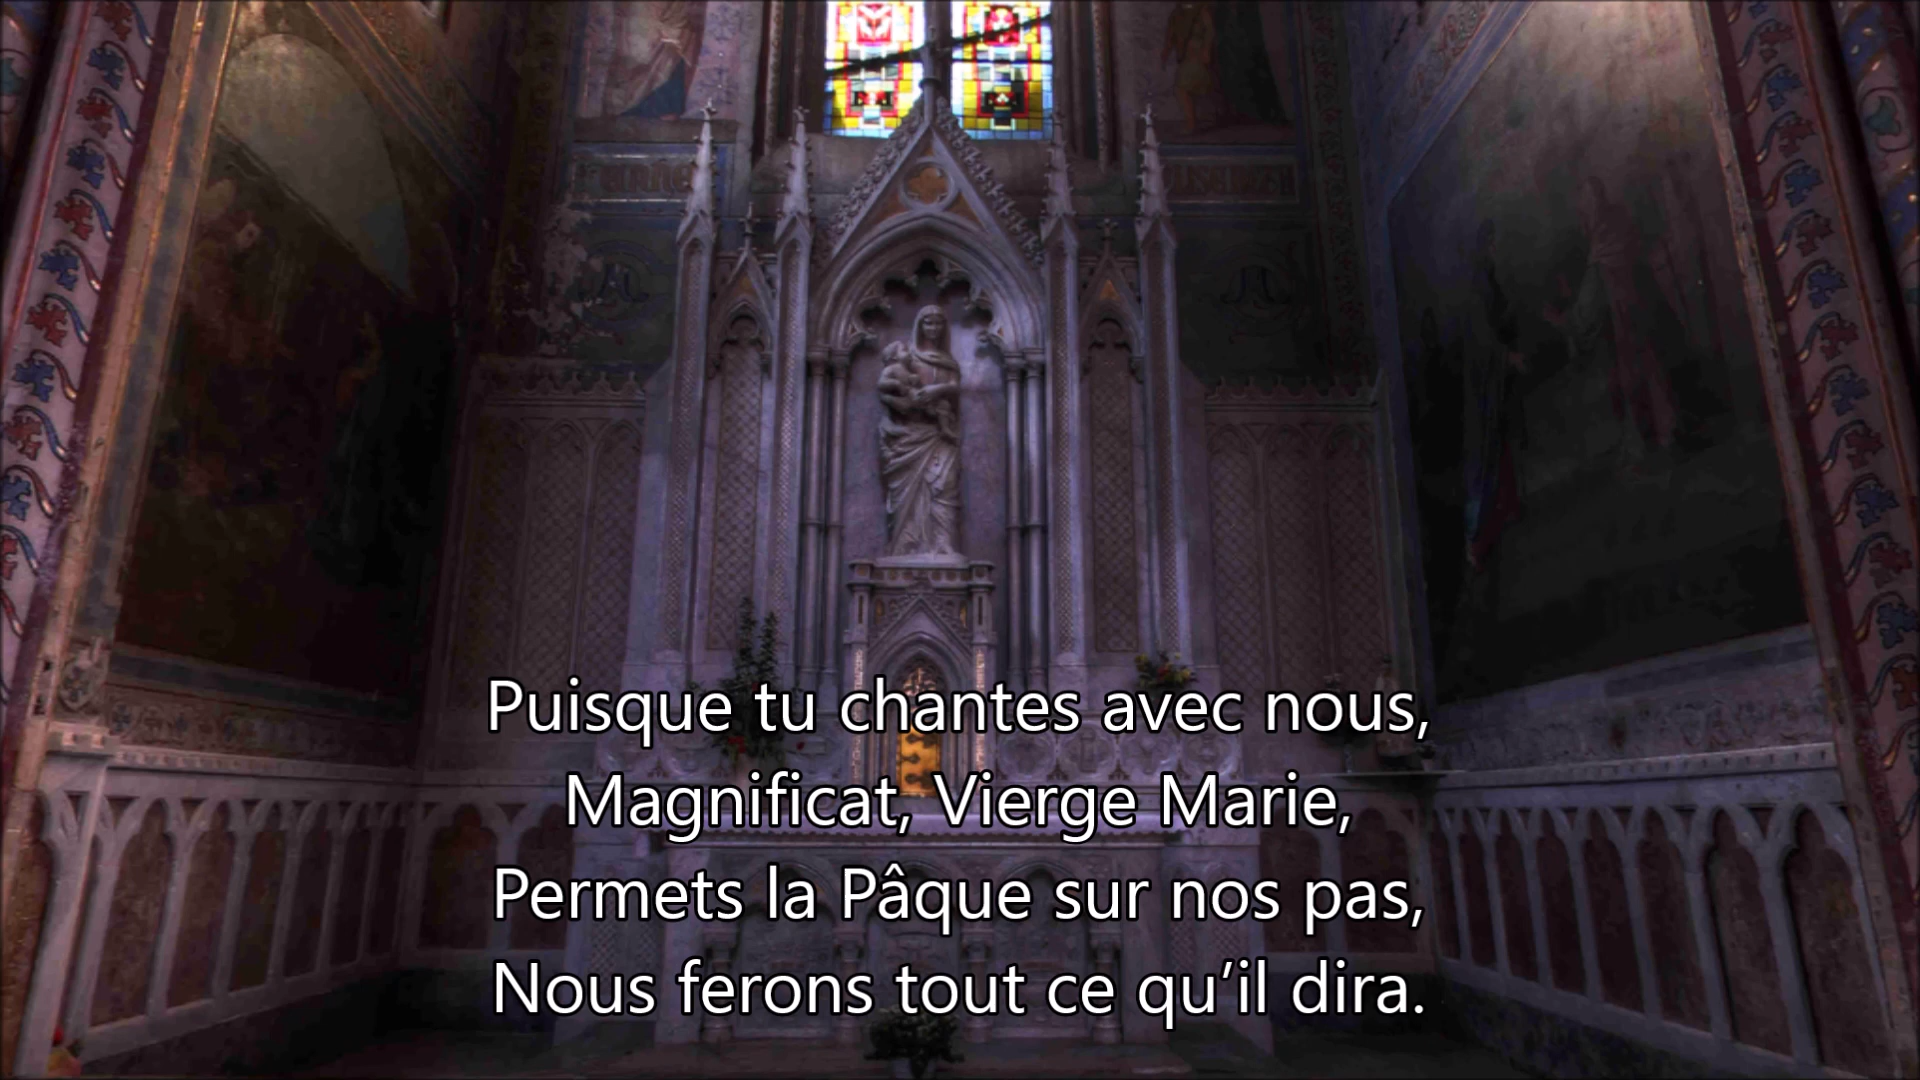 Puisque tu chantes avec nous,
Magnificat, Vierge Marie,
Permets la Pâque sur nos pas,
Nous ferons tout ce qu’il dira.